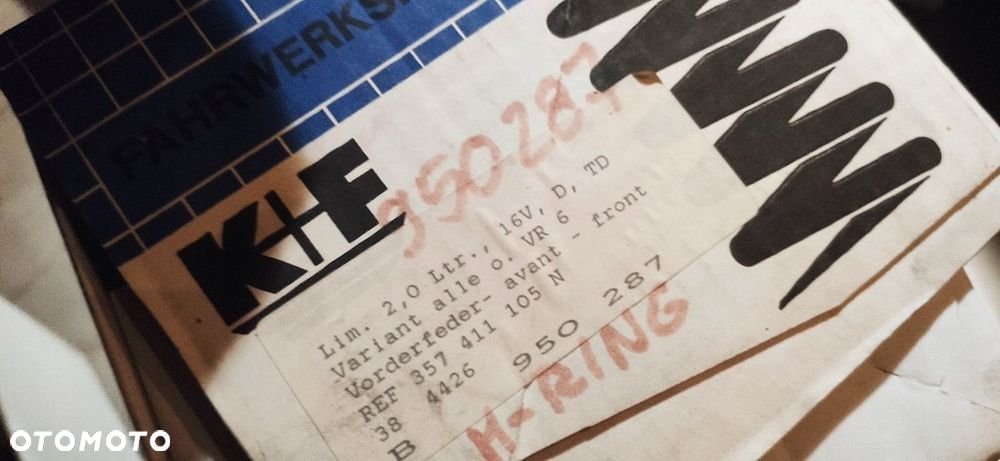 FAHRWERKS
K+F
950287
Lim. 2,0 Ltr., 16V, D, TD
Variant alle o. VR 6
Vorderfeder- avant - front
REF 357 411 105 N
38 4426 950 287
B
M-RING
OTOMOTO